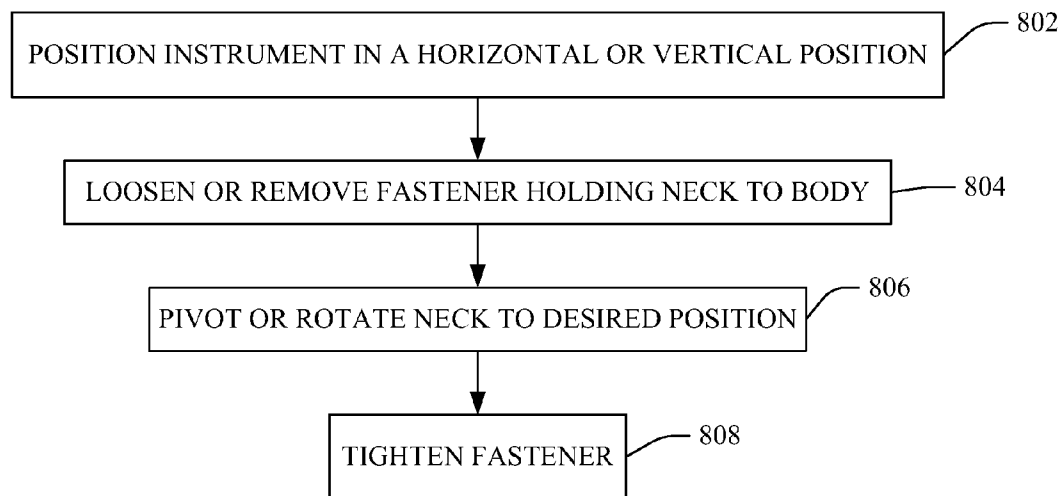 POSITION INSTRUMENT IN A HORIZONTAL OR VERTICAL POSITION
802
LOOSEN OR REMOVE FASTENER HOLDING NECK TO BODY
804
PIVOT OR ROTATE NECK TO DESIRED POSITION
806
TIGHTEN FASTENER
808